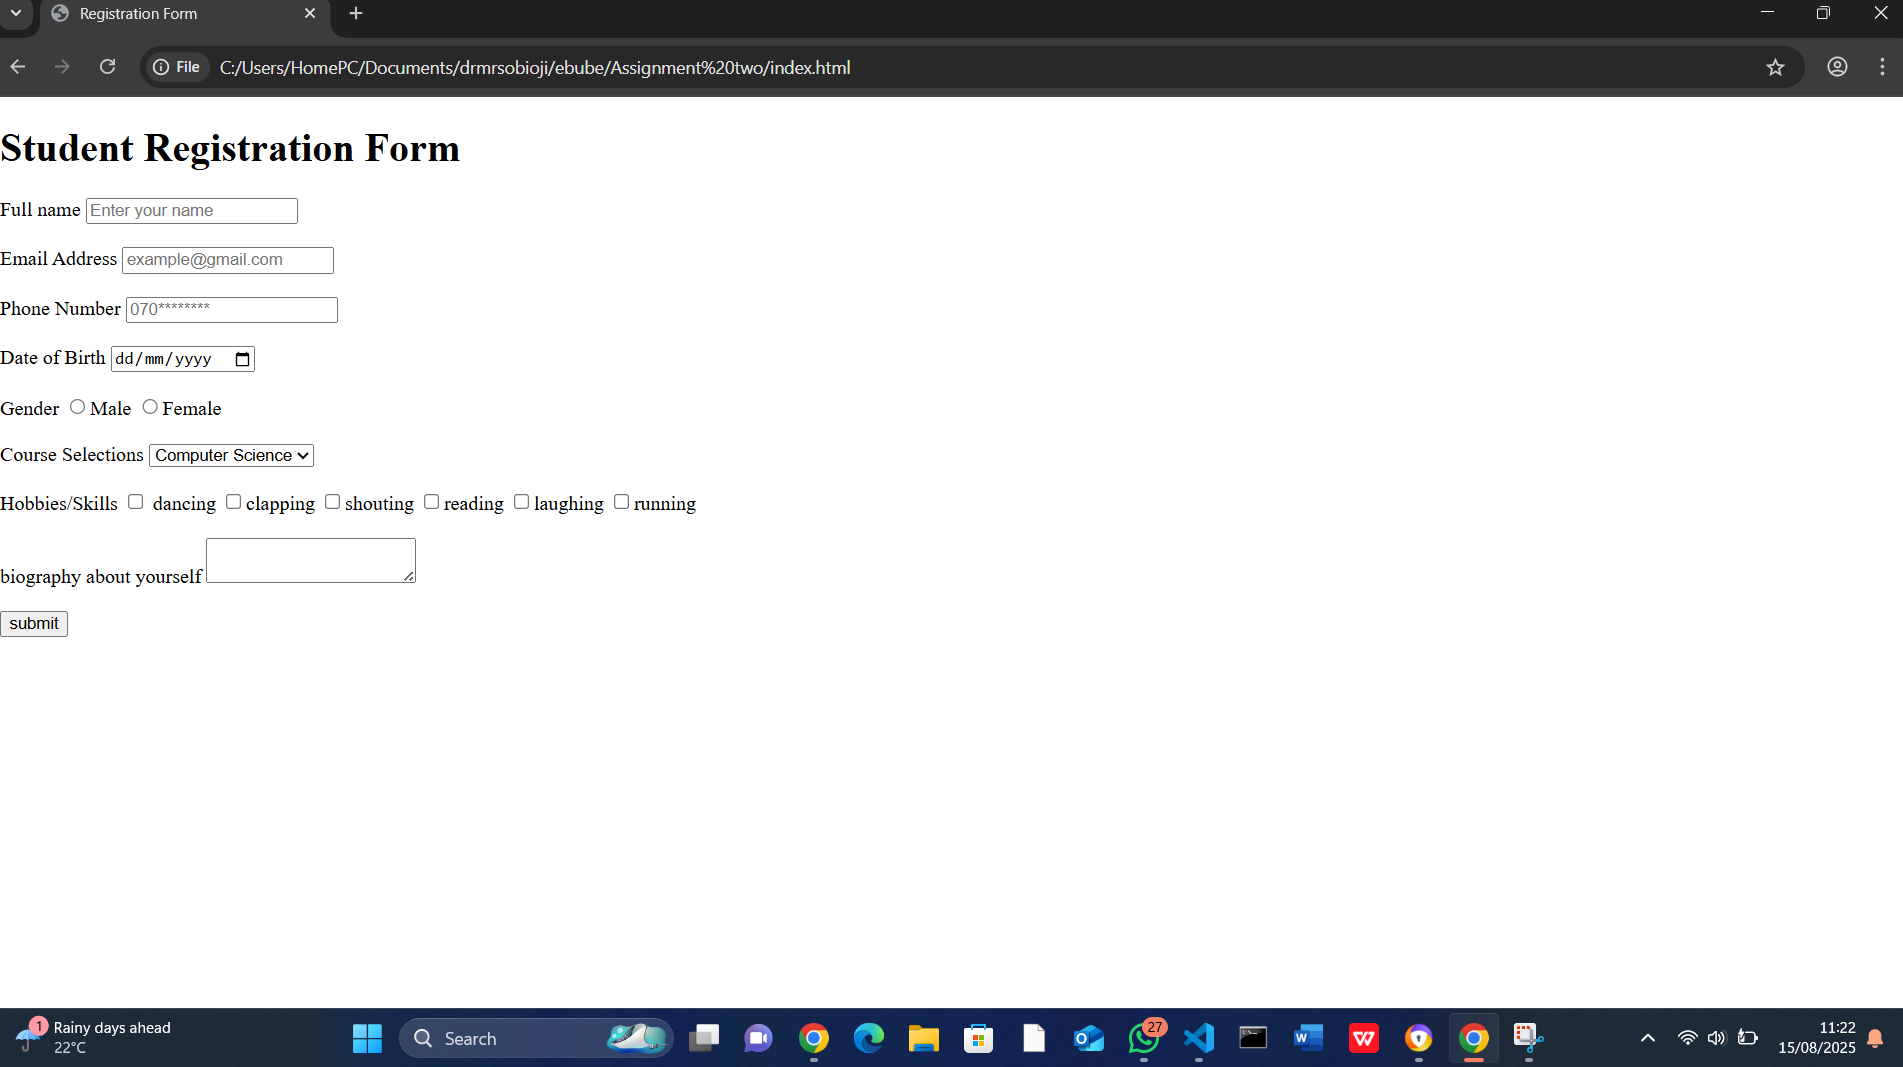 Registration Form
File C:/Users/HomePC/Documents/drmrsobioji/ebube/Assignment%20two/index.html
Student Registration Form
Full name Enter your name
Email Address example@gmail.com
Phone Number 070********
Date of Birth dd/mm/yyyy
Gender Male Female
Course Selections Computer Science
Hobbies/Skills dancing clapping shouting reading laughing running
biography about yourself
submit
1 Rainy days ahead
22°C
Search
27
W
11:22
15/08/2025